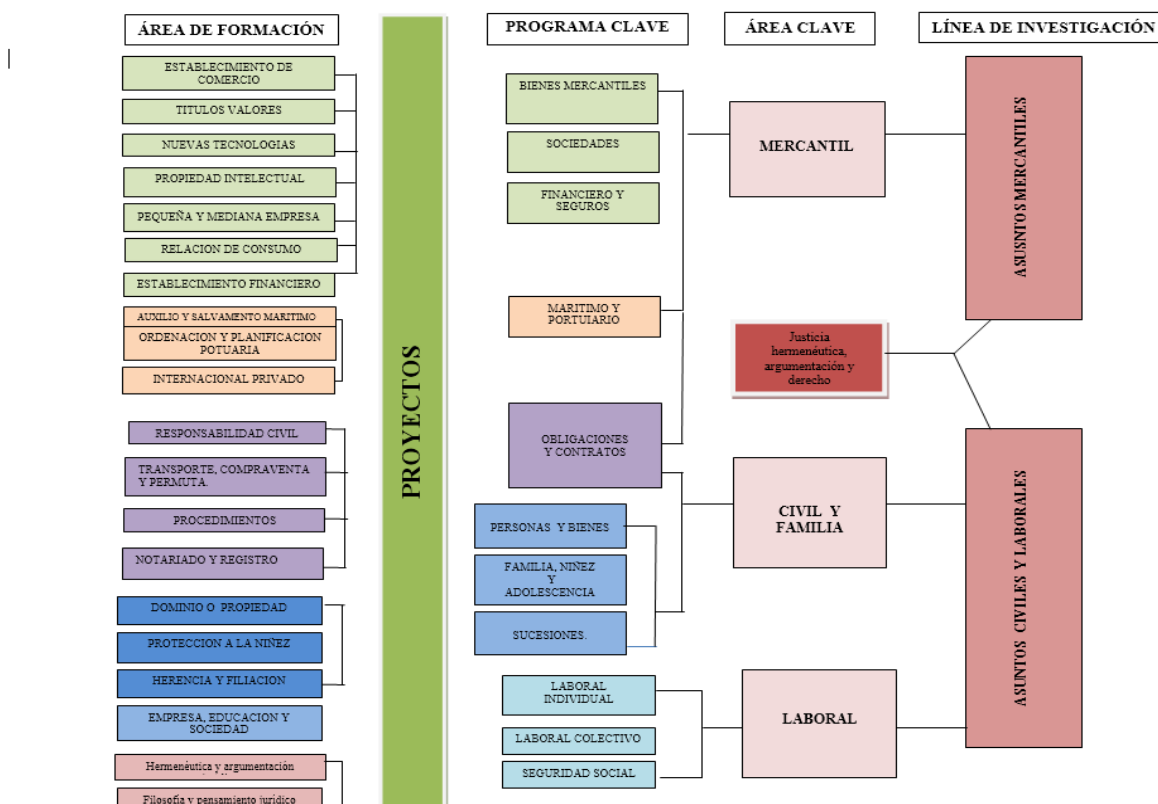 ÁREA DE FORMACIÓN
ESTABLECIMIENTO DE
COMERCIO
TITULOS VALORES
NUEVAS TECNOLOGIAS
PROPIEDAD INTELECTUAL
PEQUEÑA Y MEDIANA EMPRESA
RELACION DE CONSUMO
ESTABLECIMIENTO FINANCIERO
AUXILIO Y SALVAMENTO MARITIMO
ORDENACION Y PLANIFICACION
POTUARIA
INTERNACIONAL PRIVADO
RESPONSABILIDAD CIVIL
TRANSPORTE, COMPRAVENTA
Y PERMUTA.
PROCEDIMIENTOS
NOTARIADO Y REGISTRO
DOMINIO O PROPIEDAD
PROTECCION A LA NIÑEZ
HERENCIA Y FILIACION
EMPRESA, EDUCACION Y
SOCIEDAD
Hermenéutica y argumentación
Filosofía y pensamiento jurídico
PROYECTOS
PROGRAMA CLAVE
BIENES MERCANTILES
SOCIEDADES
FINANCIERO Y
SEGUROS
MARITIMO Y
PORTUIARIO
OBLIGACIONES
Y CONTRATOS
PERSONAS Y BIENES
FAMILIA, NIÑEZ
Y
ADOLESCENCIA
SUCESIONES.
LABORAL
INDIVIDUAL
LABORAL COLECTIVO
SEGURIDAD SOCIAL
ÁREA CLAVE
MERCANTIL
Justicia
hermenéutica,
argumentación y
derecho
CIVIL Y
FAMILIA
LABORAL
LÍNEA DE INVESTIGACIÓN
ASUSNTOS MERCANTILES
ASUNTOS CIVILES Y LABORALES